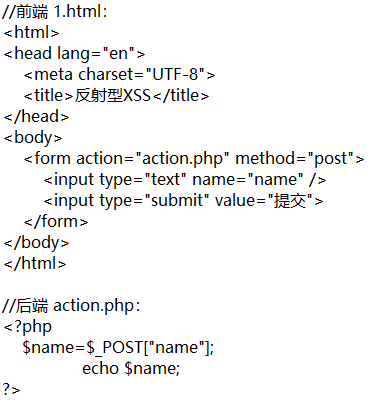 //前端 1.html：
<html>
<head lang="en">
    <meta charset="UTF-8">
    <title>反射型XSS</title>
</head>
<body>
    <form action="action.php" method="post">
        <input type="text" name="name" />
        <input type="submit" value="提交">
    </form>
</body>
</html>

//后端 action.php：
<?php
    $name=$_POST["name"];
                echo $name;
?>